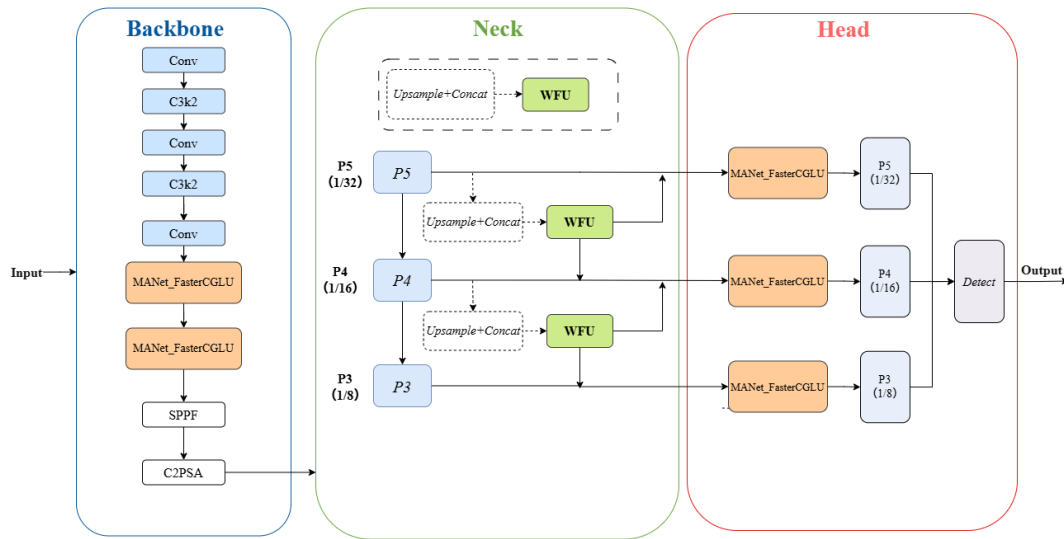 Backbone
Neck
Head
Input
Conv
C3k2
Conv
C3k2
Conv
MANet_FasterCGLU
MANet_FasterCGLU
SPPF
C2PSA
Upsample+Concat
WFU
P5
(1/32)
P5
Upsample+Concat
WFU
P4
(1/16)
P4
Upsample+Concat
WFU
P3
(1/8)
P3
MANet_FasterCGLU
P5
(1/32)
MANet_FasterCGLU
P4
(1/16)
MANet_FasterCGLU
P3
(1/8)
Detect
Output